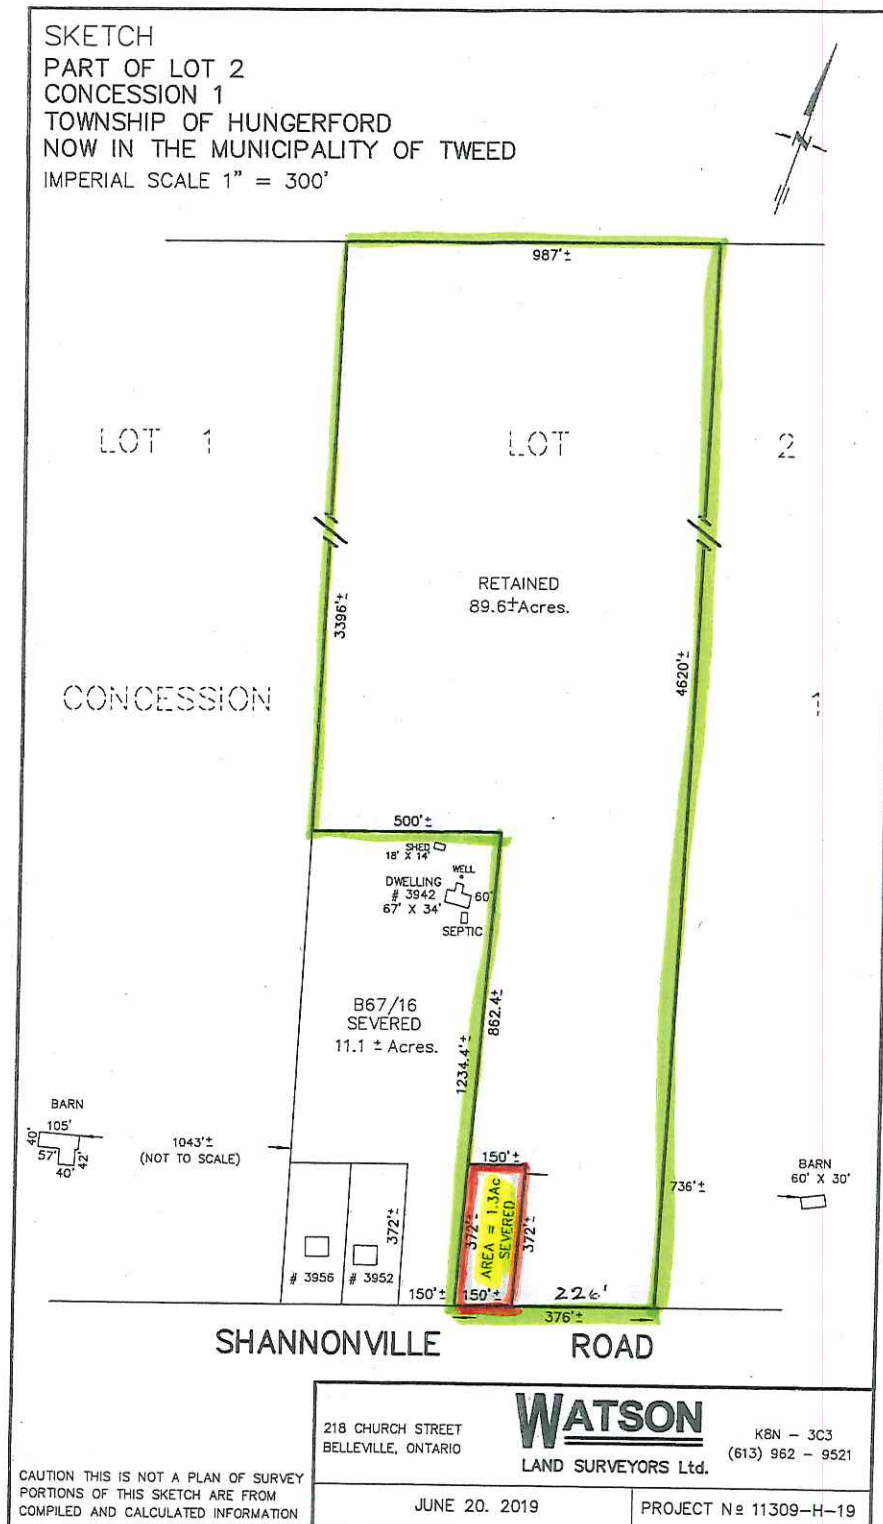 SKETCH
PART OF LOT 2
CONCESSION 1
TOWNSHIP OF HUNGERFORD
NOW IN THE MUNICIPALITY OF TWEED
IMPERIAL SCALE 1" = 300'
N
987'±
LOT 1
LOT 2
RETAINED
89.6±Acres.
3396'±
4620'±
CONCESSION 1
500'±
SHED
18' X 14'
WELL
DWELLING
# 3942
67' X 34'
60'
SEPTIC
B67/16
SEVERED
11.1 ± Acres.
862.4±
1234.4'±
BARN
105'
40'
57'
42'
40'
1043'±
(NOT TO SCALE)
150'±
736'±
BARN
60' X 30'
372'±
372'±
AREA = 1.3Ac
SEVERED
372'±
# 3956
# 3952
150'±
150'±
226'
376'±
SHANNONVILLE ROAD
218 CHURCH STREET
BELLEVILLE, ONTARIO
WATSON
LAND SURVEYORS Ltd.
K8N - 3C3
(613) 962 - 9521
CAUTION THIS IS NOT A PLAN OF SURVEY
PORTIONS OF THIS SKETCH ARE FROM
COMPILED AND CALCULATED INFORMATION
JUNE 20. 2019
PROJECT Nº 11309-H-19